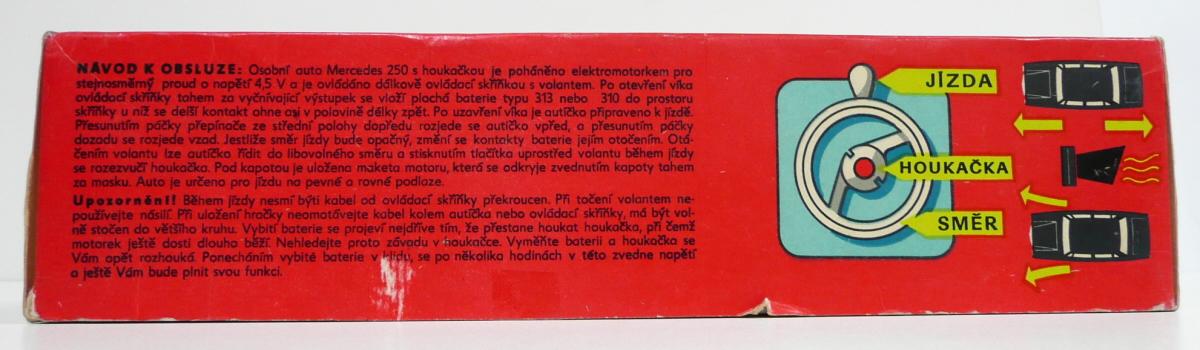 NÁVOD K OBSLUZE: Osobní auto Mercedes 250 s houkačkou je poháněno elektromotorkem pro
stejnosměrný proud o napětí 4,5 V a je ovládáno dálkově ovládací skříňkou s volantem. Po otevření víka
ovládací skříňky tahem za vyčnívající výstupek se vloží plochá baterie typu 313 nebo 310 do prostoru
skříňky u níž se delší kontakt ohne asi v polovině délky zpět. Po uzavření víka je autíčko připraveno k jízdě.
Přesunutím páčky přepínače ze střední polohy dopředu rozjede se autíčko vpřed, a přesunutím páčky
dozadu se rozjede vzad. Jestliže směr jízdy bude opačný, změní se kontakty baterie jejím otočením. Otá-
čením volantu lze autíčko řídit do libovolného směru a stisknutím tlačítka uprostřed volantu během jízdy
se rozezvučí houkačka. Pod kapotou je uložena maketa motoru, která se odkryje zvednutím kapoty tahem
za masku. Auto je určeno pro jízdu na pevné a rovné podlaze.
Upozornění! Během jízdy nesmí býti kabel od ovládací skříňky překroucen. Při točení volantem ne-
používejte násilí. Při uložení hračky neomotávejte kabel kolem autíčka nebo ovládací skříňky, má být vol-
ně stočen do většího kruhu. Vybití baterie se projeví nejdříve tím, že přestane houkat houkačka, při čemž
motorek ještě dosti dlouho běží. Nehledejte proto závadu v houkačce. Vyměňte baterii a houkačka se
Vám opět rozhouká. Ponecháním vybité baterie v klidu, se po několika hodinách v této zvedne napětí
a ještě Vám bude plnit svou funkci.
JÍZDA
HOUKAČKA
SMĚR